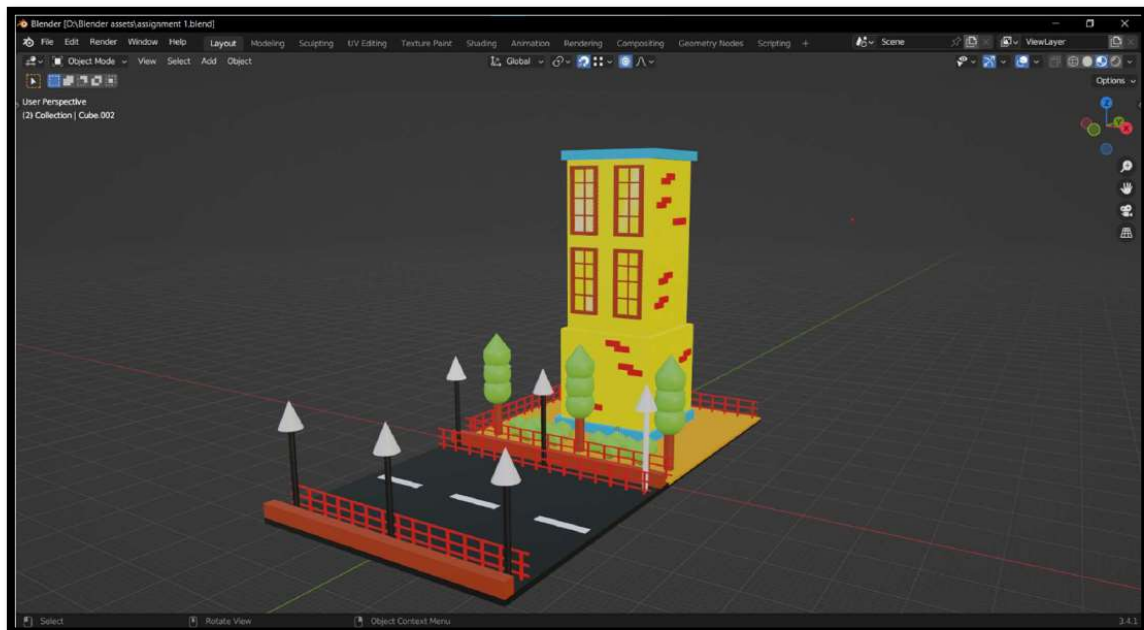 Blender [D:\Blender assets\assignment 1.blend]
File Edit Render Window Help Layout Modeling Sculpting UV Editing Texture Paint Shading Animation Rendering Compositing Geometry Nodes Scripting + Scene ViewLayer
Object Mode View Select Add Object Global
Options
User Perspective
(2) Collection | Cube.002
Z
Y
X
Select Rotate View Object Context Menu 3.4.1